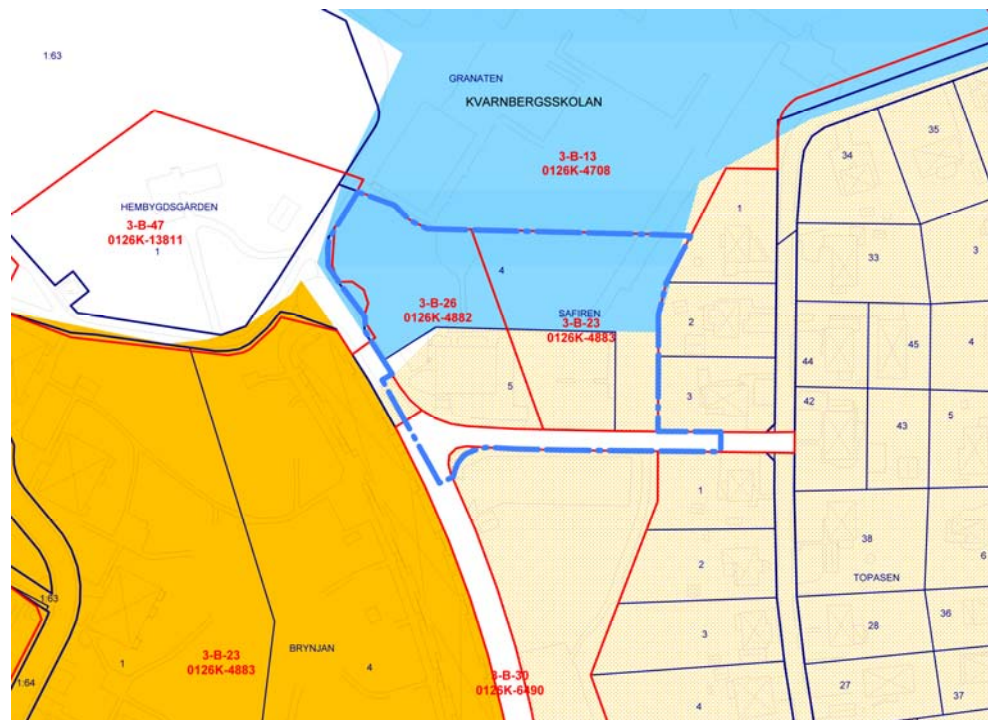 1:63
GRANATEN
KVARNBERGSSKOLAN
3-B-13
0126K-4708
35
34
HEMBYGDSGÅRDEN
3-B-47
0126K-13811
1
1
33
3
4
3-B-26
0126K-4882
SAFIREN
3-B-23
0126K-4883
2
45
4
44
5
3
42
43
5
1
38
6
2
TOPASEN
1:63
36
28
3
BRYNJAN
3-B-23
0126K-4883
1
4
3-B-30
0126K-6490
1:64
27
37
4